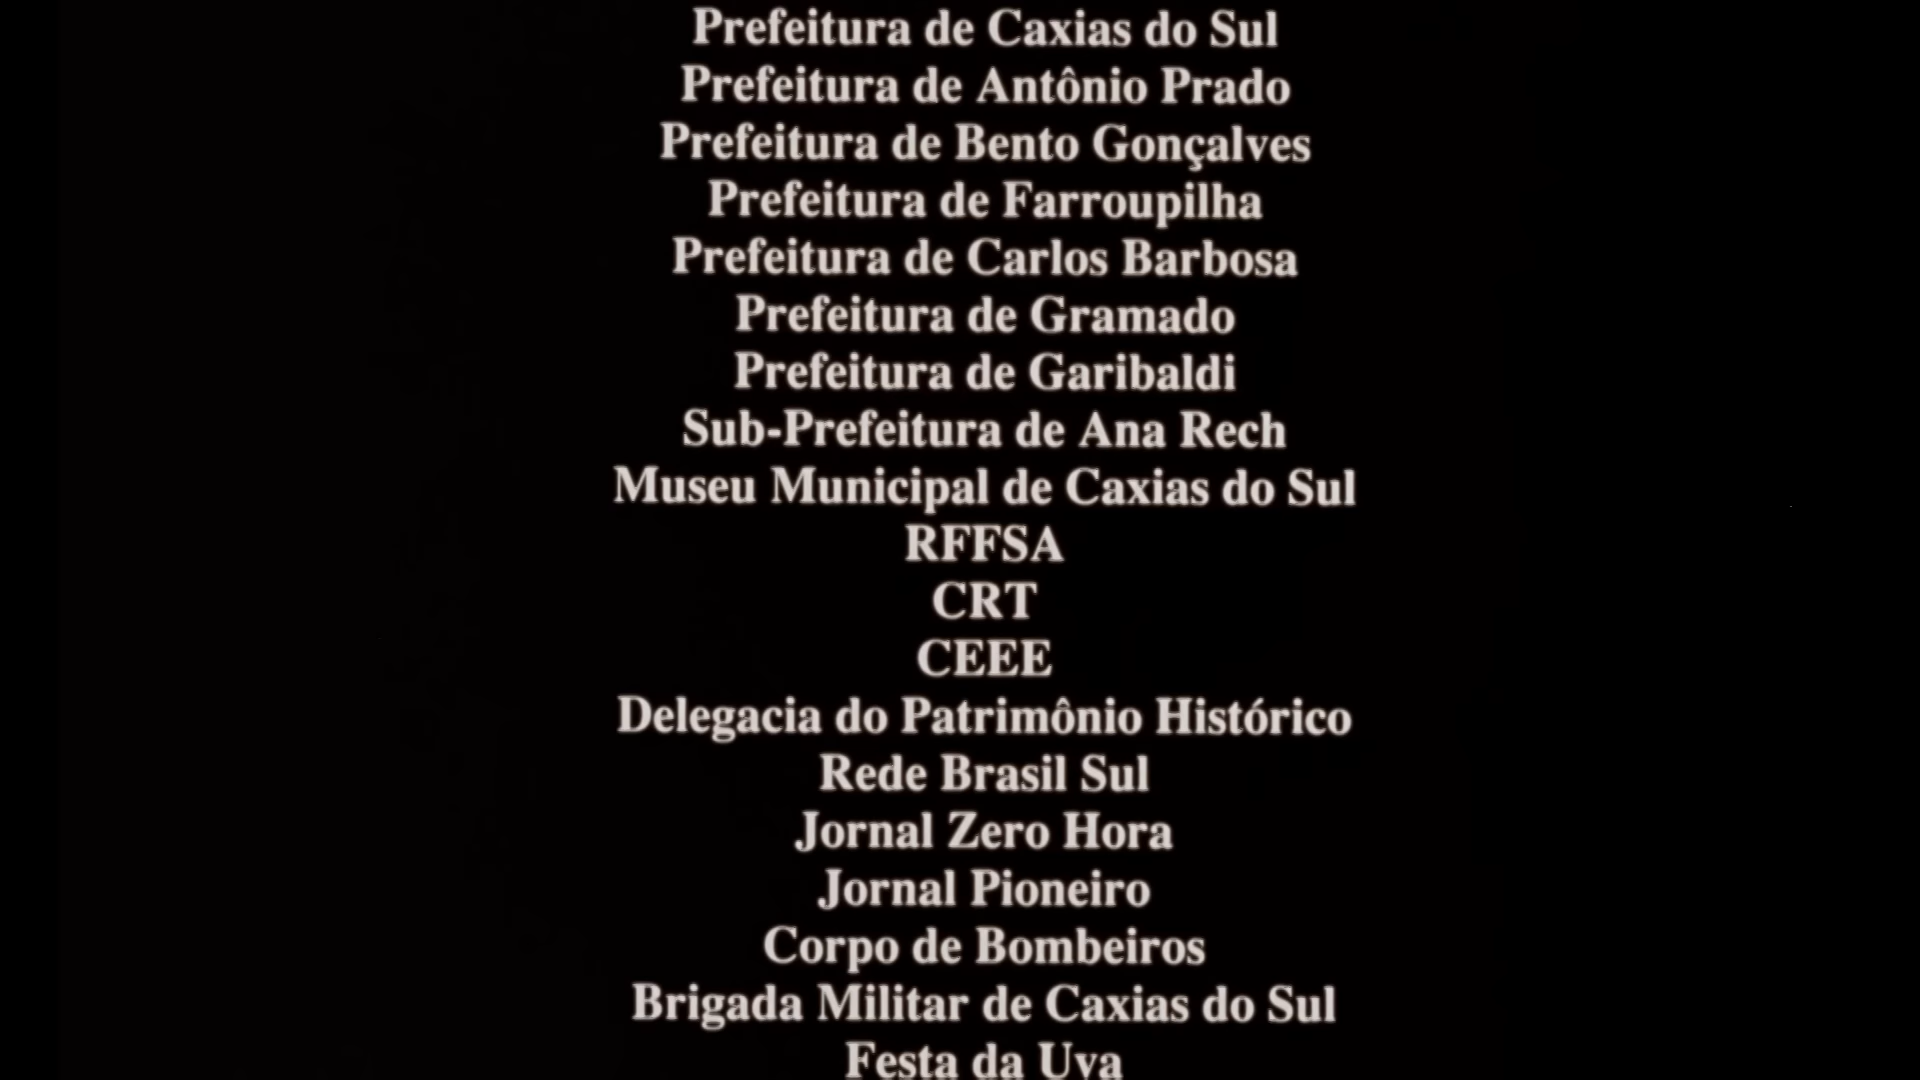 Prefeitura de Caxias do Sul
Prefeitura de Antônio Prado
Prefeitura de Bento Gonçalves
Prefeitura de Farroupilha
Prefeitura de Carlos Barbosa
Prefeitura de Gramado
Prefeitura de Garibaldi
Sub-Prefeitura de Ana Rech
Museu Municipal de Caxias do Sul
RFFSA
CRT
CEEE
Delegacia do Patrimônio Histórico
Rede Brasil Sul
Jornal Zero Hora
Jornal Pioneiro
Corpo de Bombeiros
Brigada Militar de Caxias do Sul
Festa da Uva